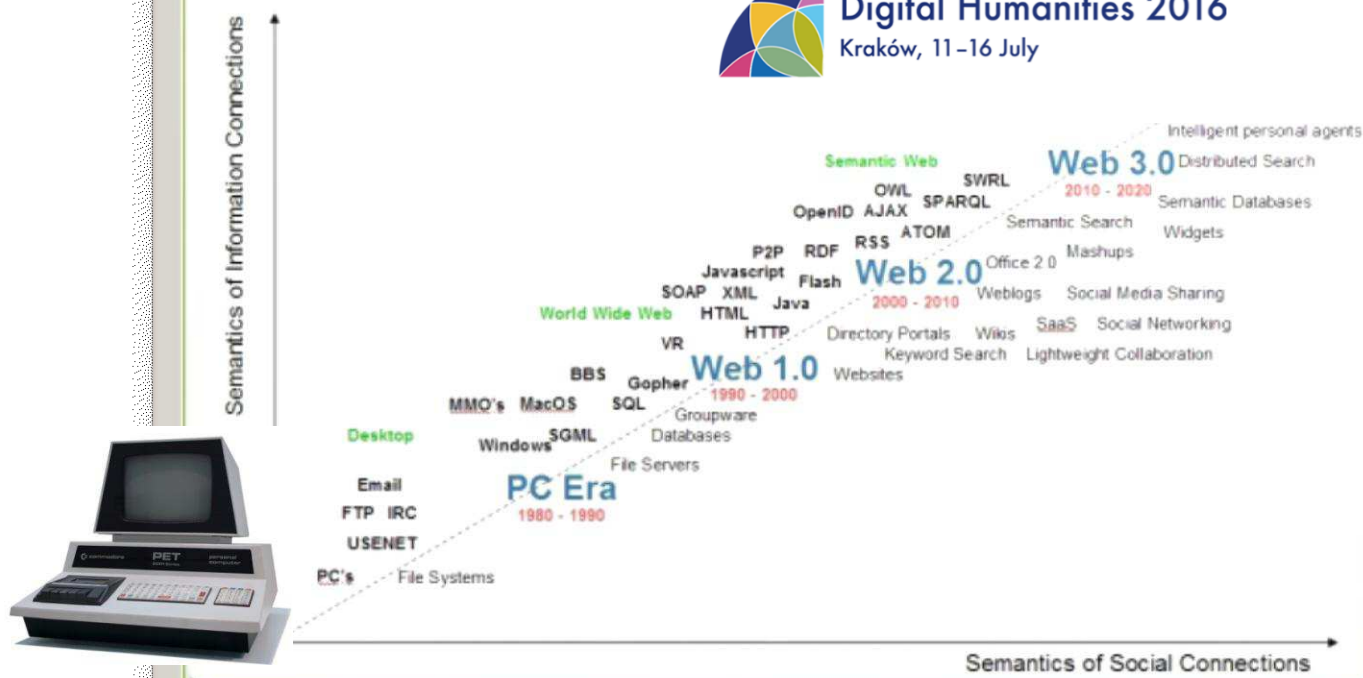 Digital Humanities 2016
Kraków, 11–16 July
Semantics of Information Connections
Intelligent personal agents
Semantic Web
Web 3.0
Distributed Search
2010 - 2020
SWRL
OWL
SPARQL
Semantic Databases
OpenID AJAX
Semantic Search
Widgets
ATOM
RSS
P2P RDF
Mashups
Office 2.0
Javascript
Flash
Web 2.0
SOAP XML
Java
2000 - 2010
Weblogs
Social Media Sharing
World Wide Web
HTML
HTTP
Directory Portals
Wikis
SaaS
Social Networking
VR
Keyword Search
Lightweight Collaboration
BBS
Gopher
Web 1.0
Websites
1990 - 2000
MMO's MacOS
SQL
Groupware
Desktop
Windows
SGML
Databases
File Servers
Email
PC Era
FTP IRC
1980 - 1990
USENET
PC's
File Systems
commodore
PET
personal
computer
Semantics of Social Connections